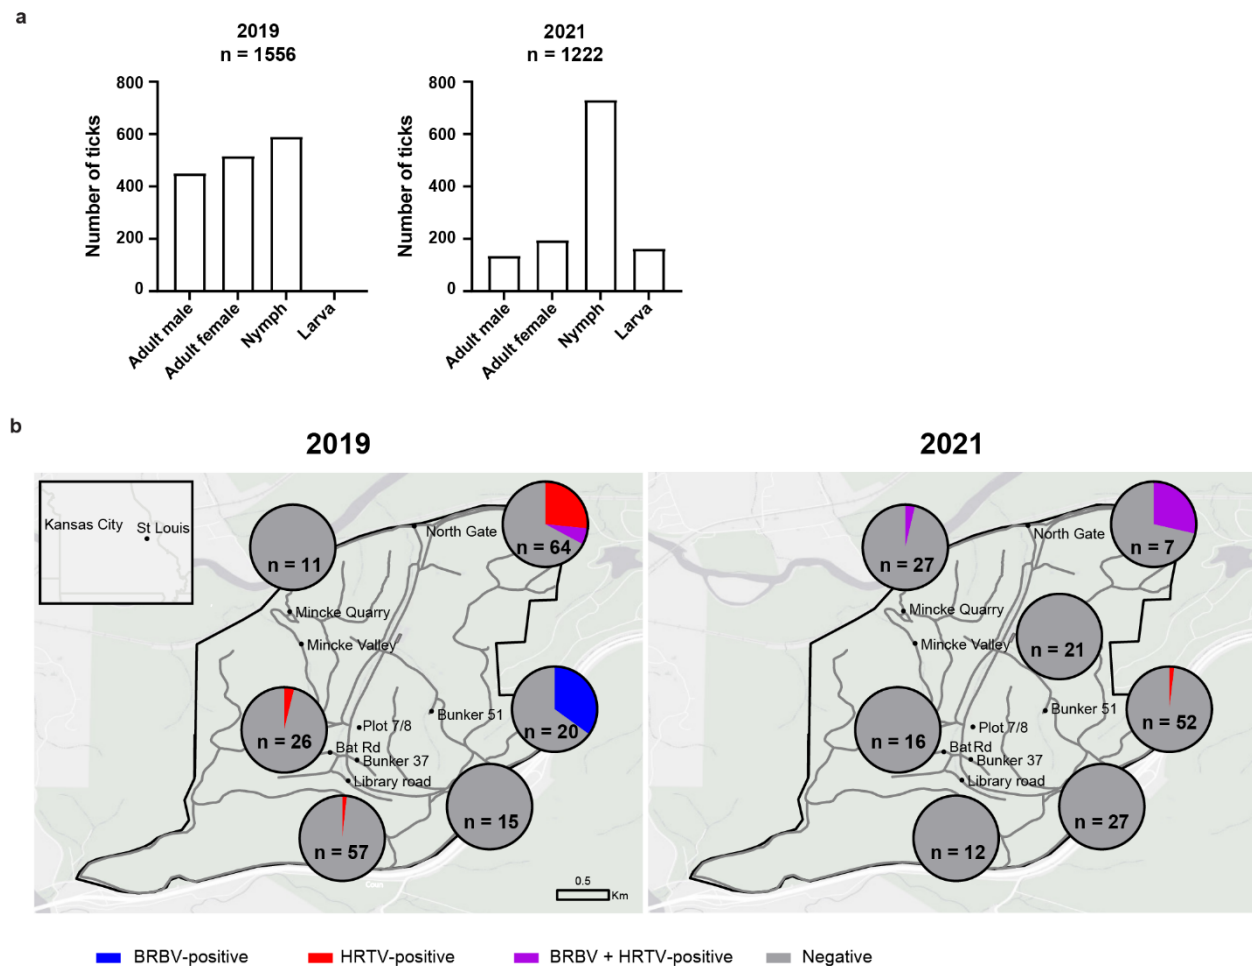 a
2019
n = 1556
Number of ticks
800
600
400
200
0
Adult male
Adult female
Nymph
Larva
2021
n = 1222
Number of ticks
800
600
400
200
0
Adult male
Adult female
Nymph
Larva
b
2019
Kansas City
St Louis
n = 11
North Gate
n = 64
Mincke Quarry
Mincke Valley
n = 26
Plot 7/8
Bunker 51
n = 20
Bat Rd
Bunker 37
Library road
n = 57
n = 15
0.5
Km
2021
n = 27
North Gate
n = 7
Mincke Quarry
Mincke Valley
n = 21
n = 16
Plot 7/8
Bunker 51
n = 52
Bat Rd
Bunker 37
Library road
n = 12
n = 27
BRBV-positive
HRTV-positive
BRBV + HRTV-positive
Negative